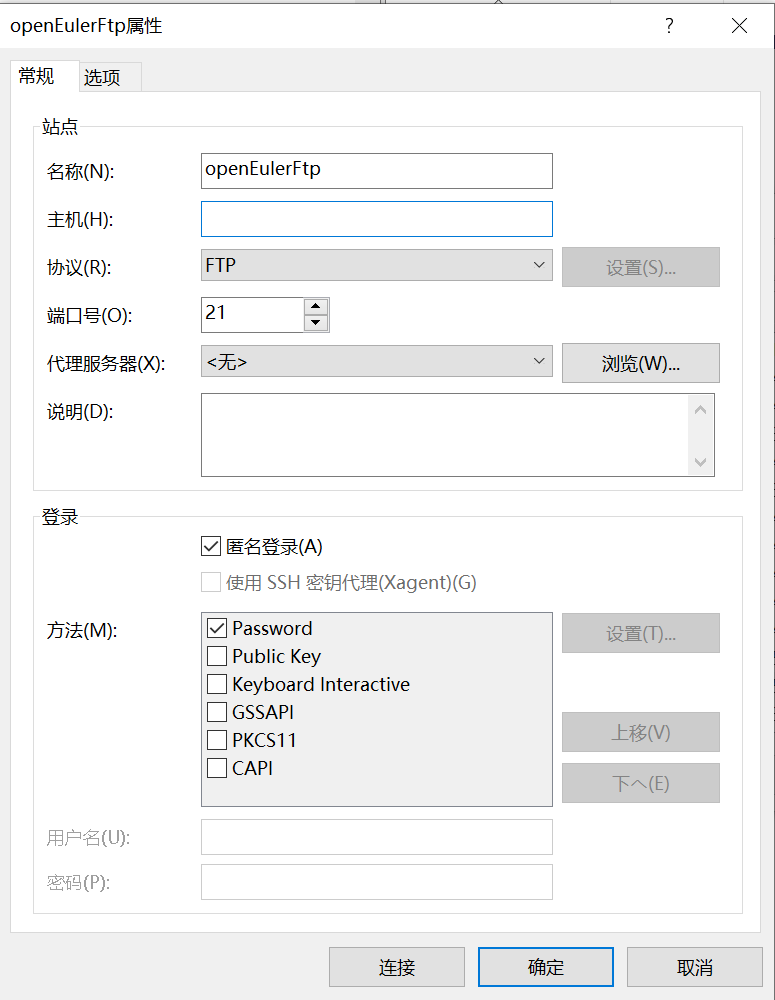 openEulerFtp属性
?
常规 选项
站点
名称(N): openEulerFtp
主机(H):
协议(R): FTP 设置(S)...
端口号(O): 21
代理服务器(X): <无> 浏览(W)...
说明(D):
登录
匿名登录(A)
使用 SSH 密钥代理(Xagent)(G)
方法(M): Password 设置(T)...
Public Key
Keyboard Interactive
GSSAPI 上移(V)
PKCS11
CAPI 下へ(E)
用户名(U):
密码(P):
连接 确定 取消